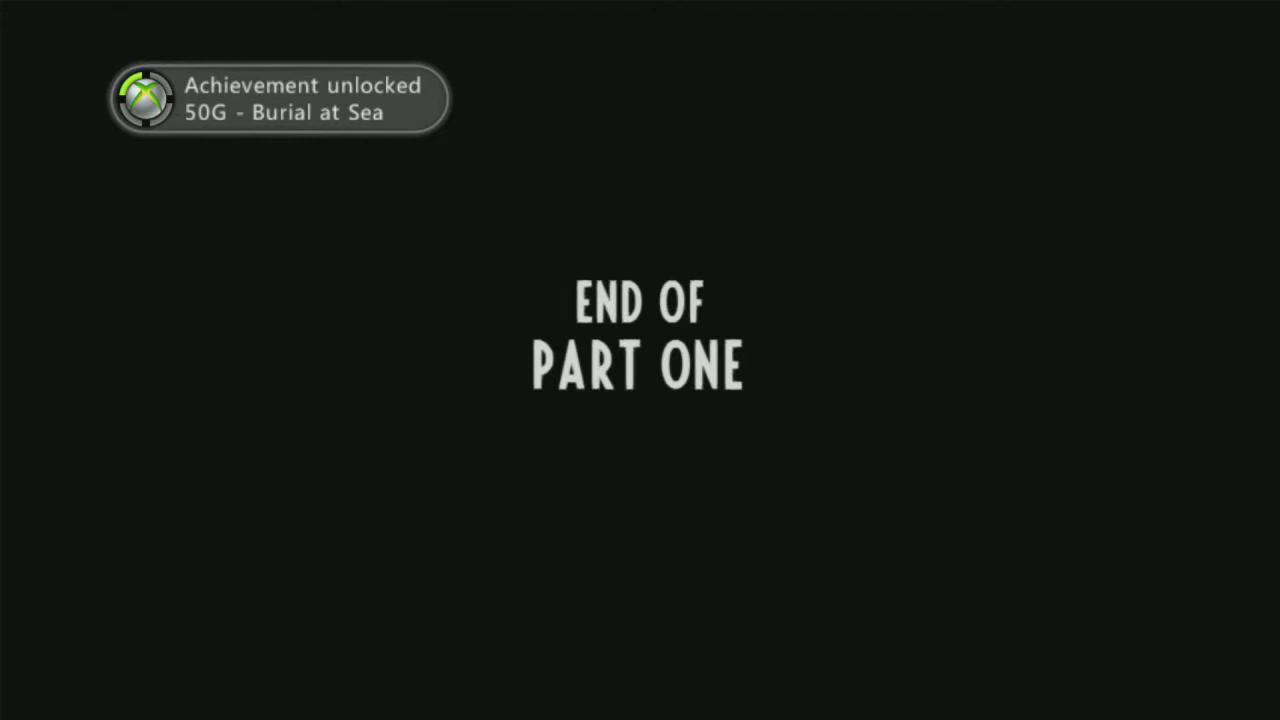 Achievement unlocked
50G - Burial at Sea
END OF
PART ONE